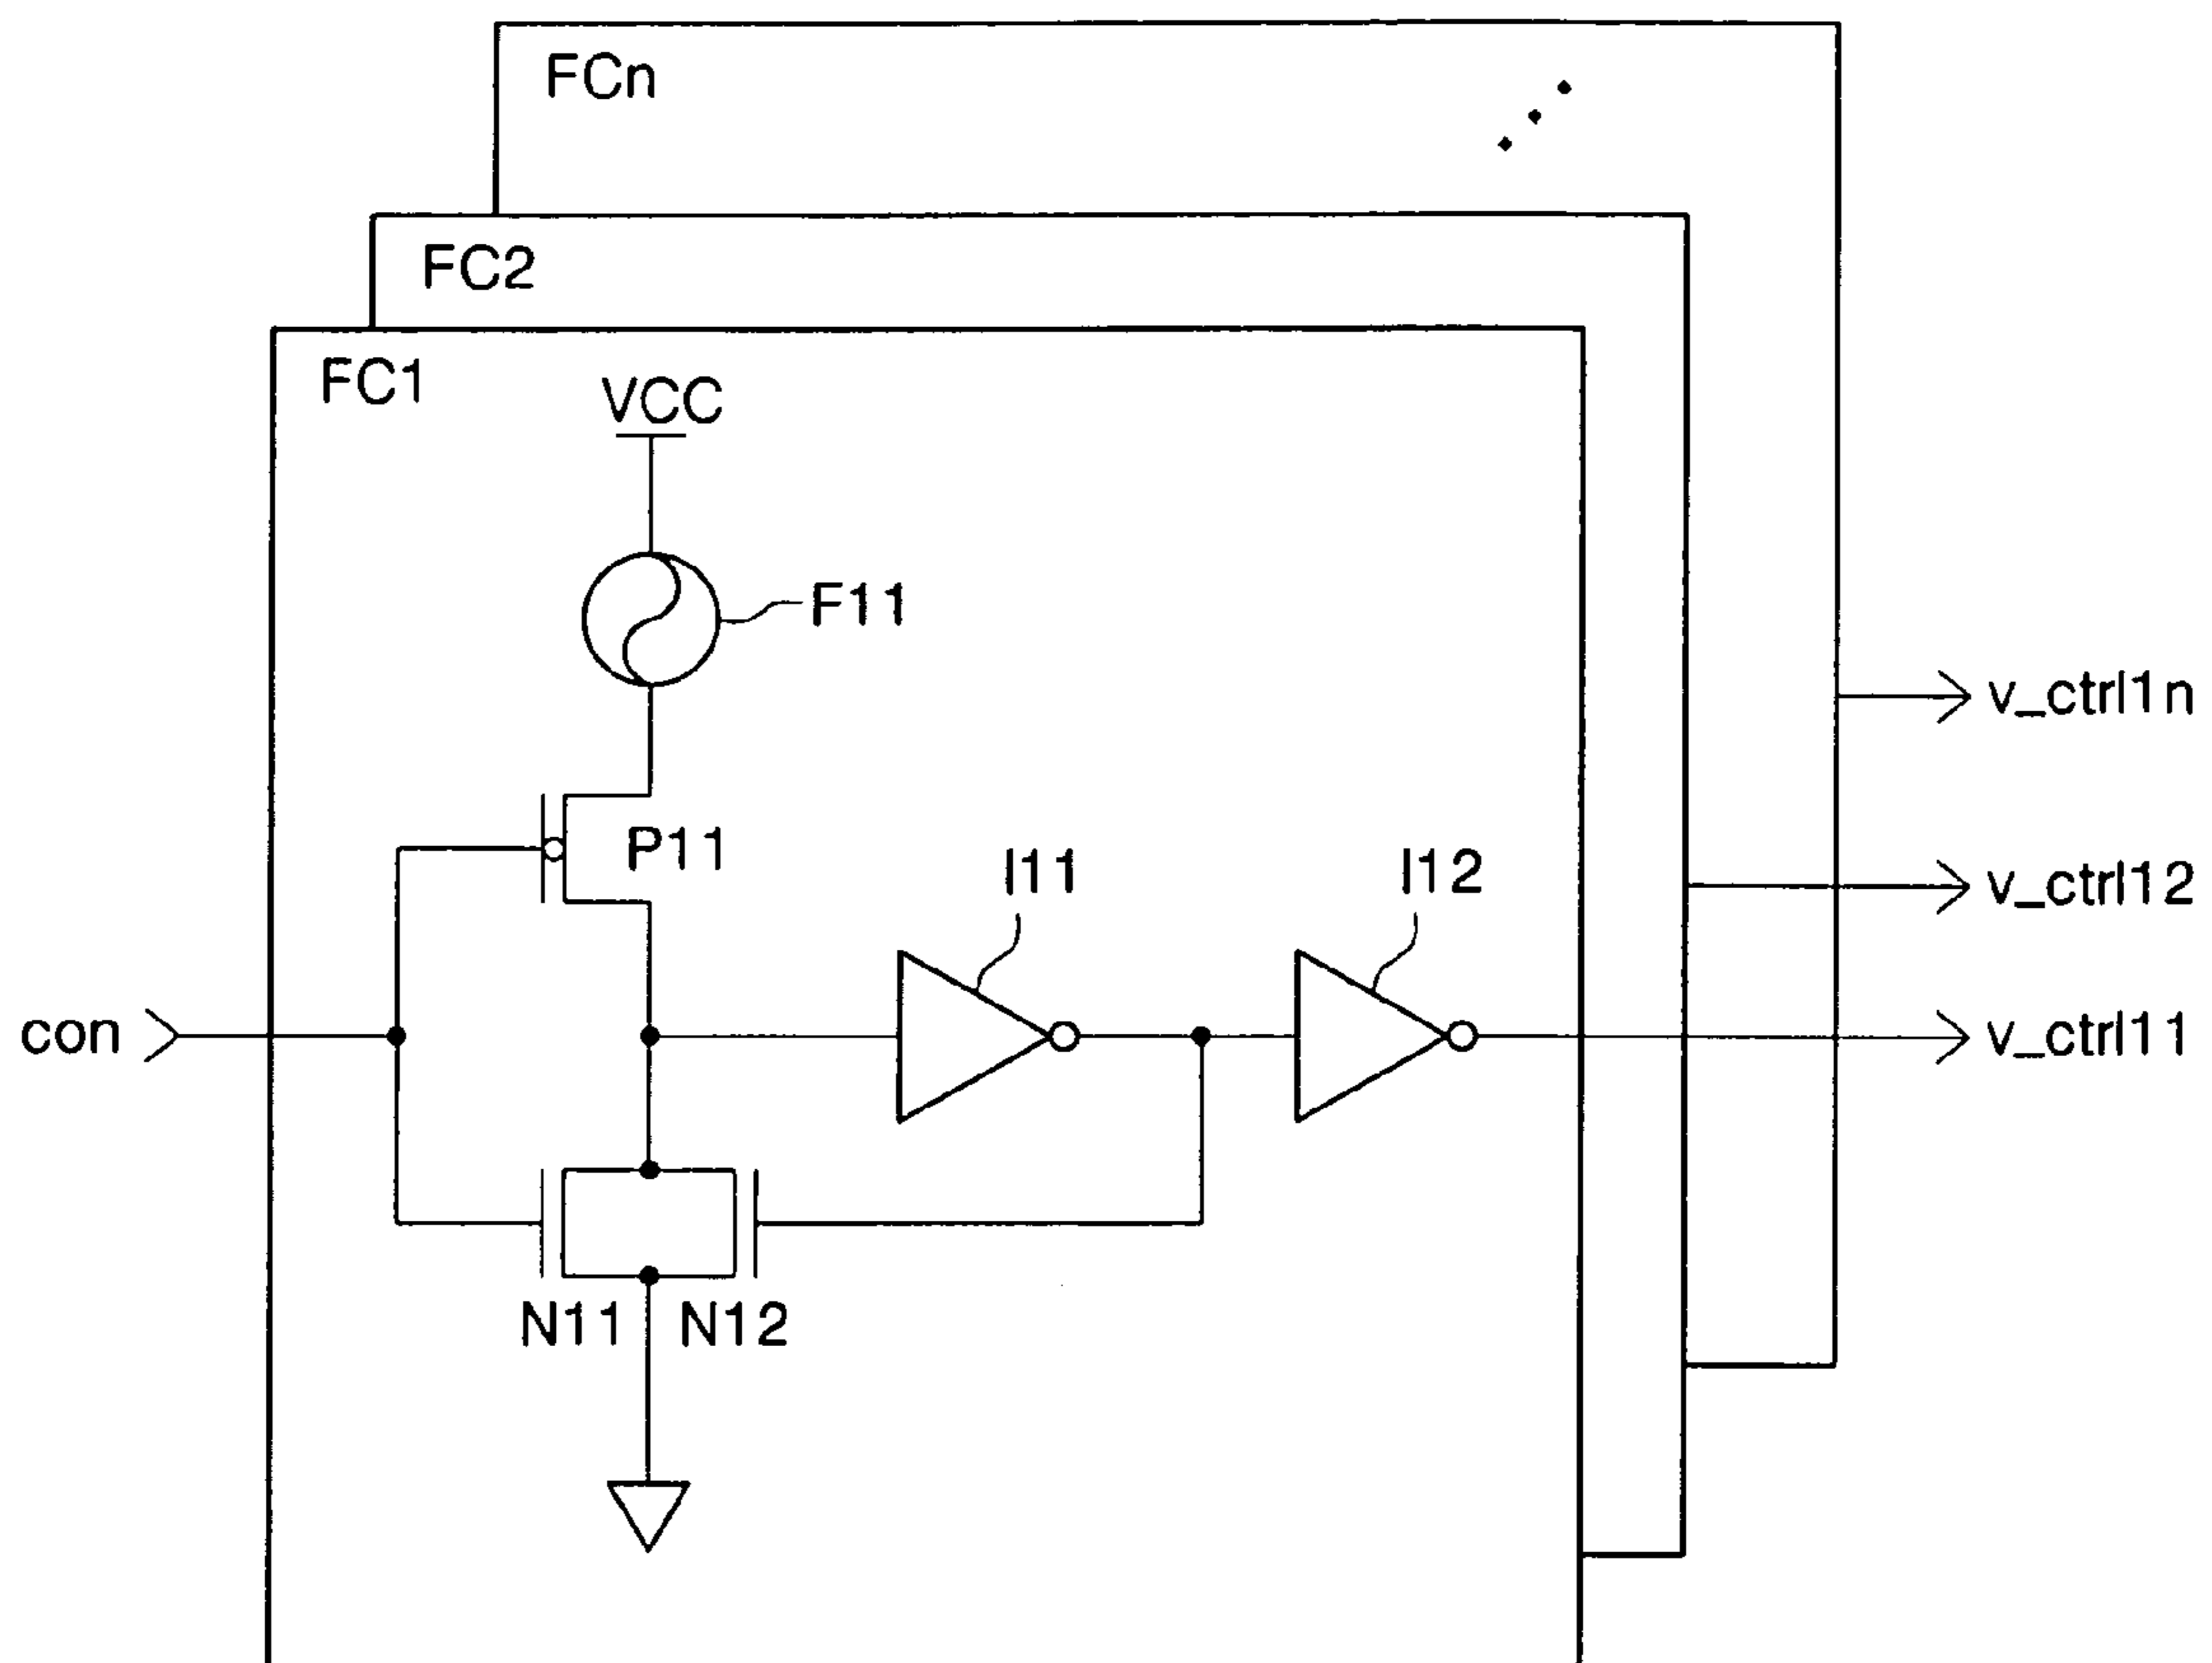 FCn
FC2
FC1
VCC
F11
v_ctrl1n
P11
I11
I12
v_ctrl12
con
v_ctrl11
N11
N12